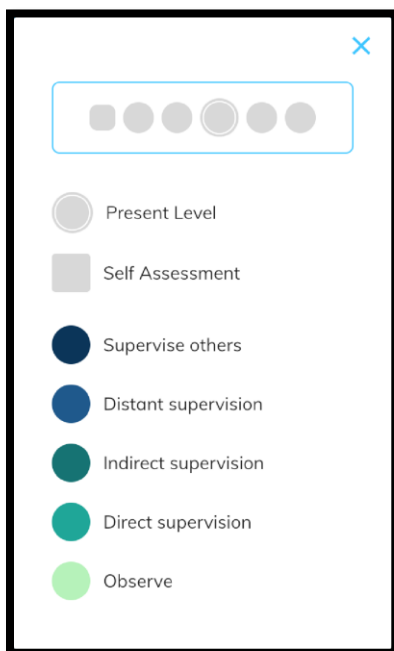 Present Level
Self Assessment
Supervise others
Distant supervision
Indirect supervision
Direct supervision
Observe